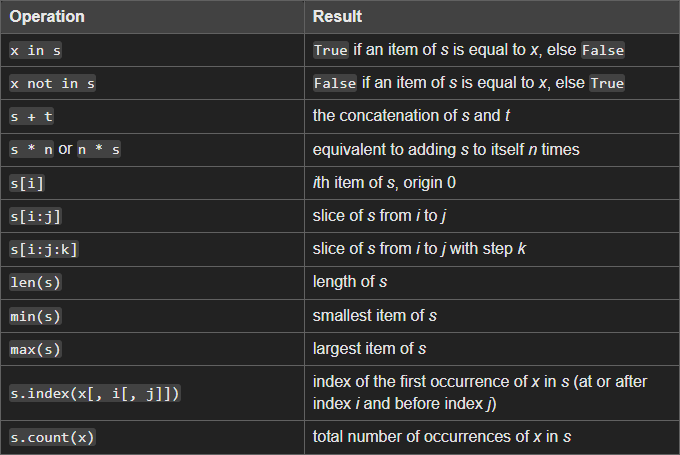 Operation Result
x in s True if an item of s is equal to x, else False
x not in s False if an item of s is equal to x, else True
s + t the concatenation of s and t
s * n or n * s equivalent to adding s to itself n times
s[i] ith item of s, origin 0
s[i:j] slice of s from i to j
s[i:j:k] slice of s from i to j with step k
len(s) length of s
min(s) smallest item of s
max(s) largest item of s
s.index(x[, i[, j]]) index of the first occurrence of x in s (at or after
index i and before index j)
s.count(x) total number of occurrences of x in s